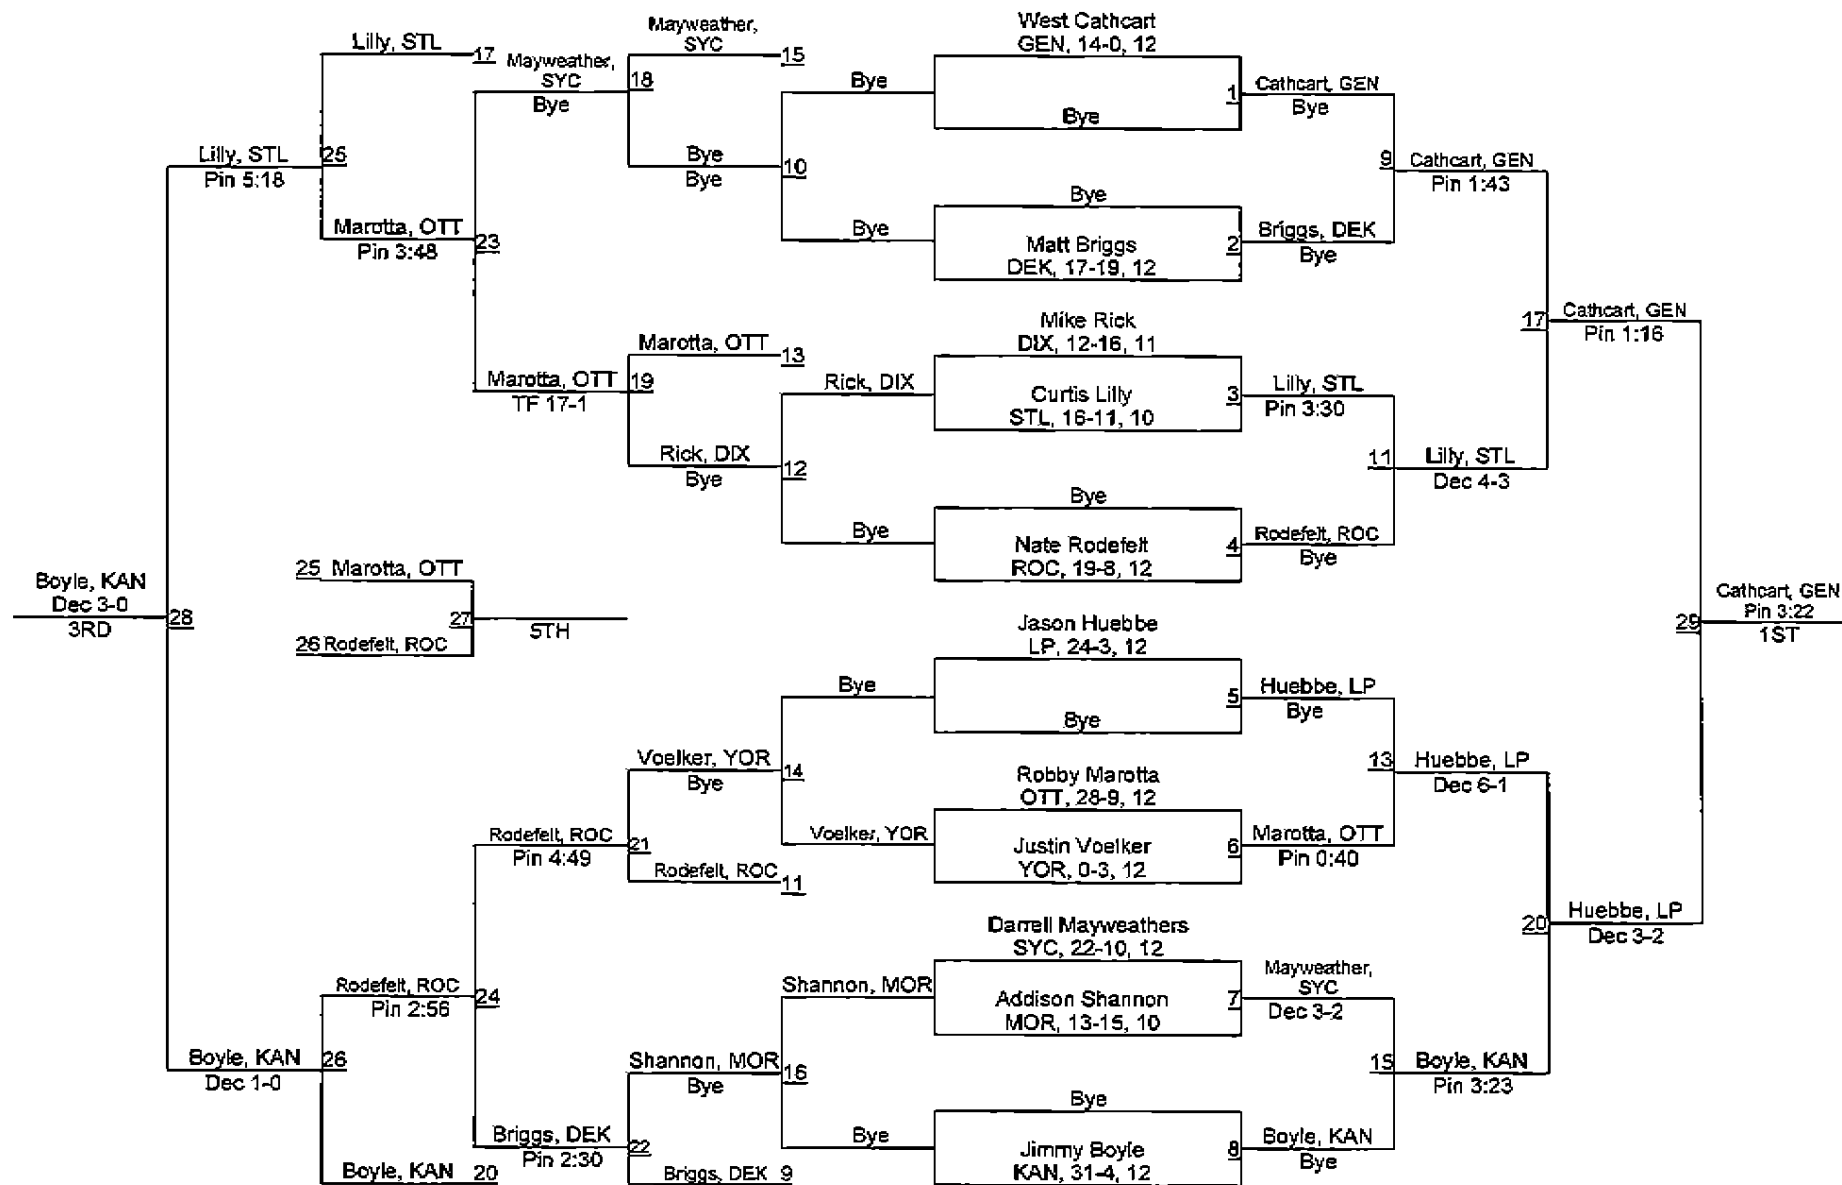 Lilly, STL
17
Mayweather,
SYC
Bye
18
Mayweather,
SYC
15
Bye
Bye
Bye
10
Bye
West Cathcart
GEN, 14-0, 12
Bye
1
Cathcart, GEN
Bye
9
Cathcart, GEN
Pin 1:43
Lilly, STL
Pin 5:18
25
Marotta, OTT
Pin 3:48
23
Bye
Matt Briggs
DEK, 17-19, 12
2
Briggs, DEK
Bye
17
Cathcart, GEN
Pin 1:16
Marotta, OTT
TF 17-1
19
Marotta, OTT
13
Rick, DIX
Bye
12
Rick, DIX
Bye
Mike Rick
DIX, 12-16, 11
Curtis Lilly
STL, 16-11, 10
3
Lilly, STL
Pin 3:30
11
Lilly, STL
Dec 4-3
Bye
Nate Rodefelt
ROC, 19-8, 12
4
Rodefelt, ROC
Bye
Boyle, KAN
Dec 3-0
3RD
28
25 Marotta, OTT
26 Rodefelt, ROC
27
5TH
29
Cathcart, GEN
Pin 3:22
1ST
Jason Huebbe
LP, 24-3, 12
Bye
5
Huebbe, LP
Bye
Bye
Voelker, YOR
Bye
14
Voelker, YOR
Robby Marotta
OTT, 28-9, 12
Justin Voelker
YOR, 0-3, 12
6
Marotta, OTT
Pin 0:40
13
Huebbe, LP
Dec 6-1
Rodefelt, ROC
Pin 4:49
21
Rodefelt, ROC
11
20
Huebbe, LP
Dec 3-2
Darrell Mayweathers
SYC, 22-10, 12
Addison Shannon
MOR, 13-15, 10
7
Mayweather,
SYC
Dec 3-2
Shannon, MOR
Rodefelt, ROC
Pin 2:56
24
Boyle, KAN
Dec 1-0
26
Shannon, MOR
Bye
16
Bye
15
Boyle, KAN
Pin 3:23
Bye
Jimmy Boyle
KAN, 31-4, 12
8
Boyle, KAN
Bye
Briggs, DEK
Pin 2:30
22
Briggs, DEK 9
Boyle, KAN 20